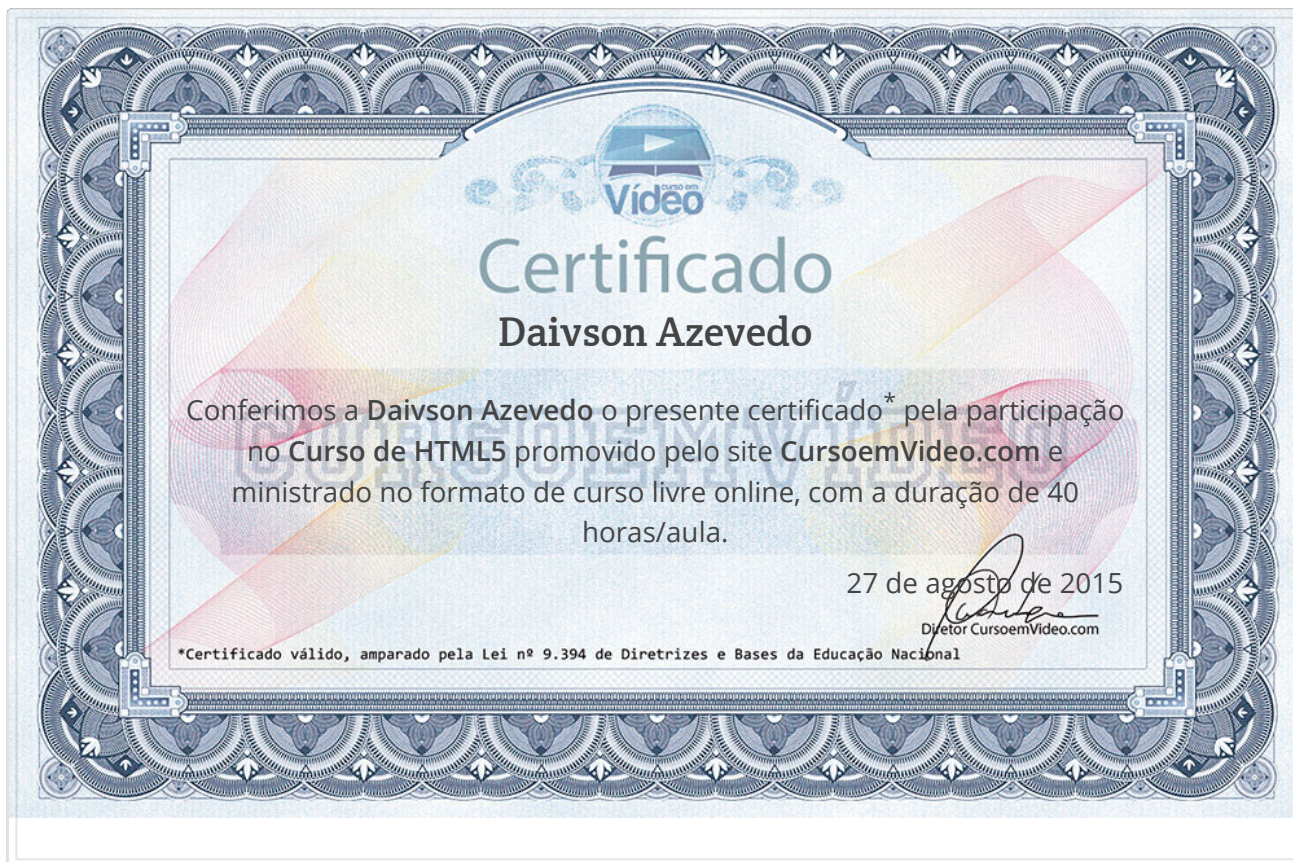 curso em
Vídeo
Certificado
Daivson Azevedo
Conferimos a Daivson Azevedo o presente certificado* pela participação
no Curso de HTML5 promovido pelo site CursoemVideo.com e
ministrado no formato de curso livre online, com a duração de 40
horas/aula.
CURSOEMVÍDEO
27 de agosto de 2015
Diretor CursoemVideo.com
*Certificado válido, amparado pela Lei nº 9.394 de Diretrizes e Bases da Educação Nacional